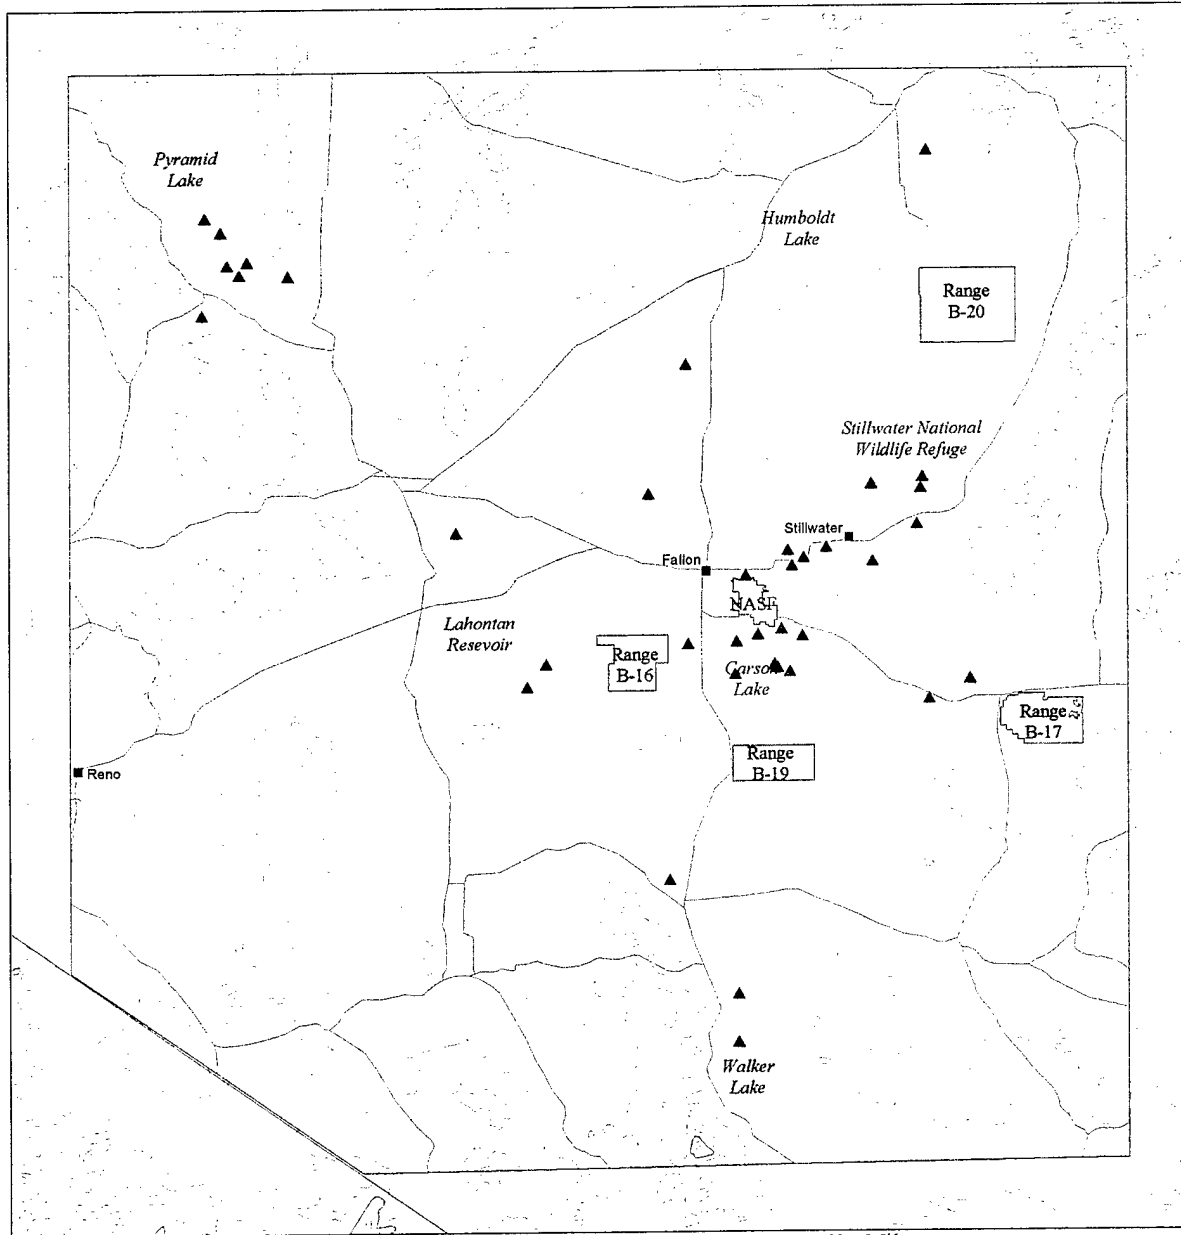 Pyramid
Lake
Humboldt
Lake
Range
B-20
Stillwater National
Wildlife Refuge
Stillwater
Fallon
NASF
Lahontan
Resevoir
Range
B-16
Carson
Lake
Range
B-17
Range
B-19
Reno
Walker
Lake